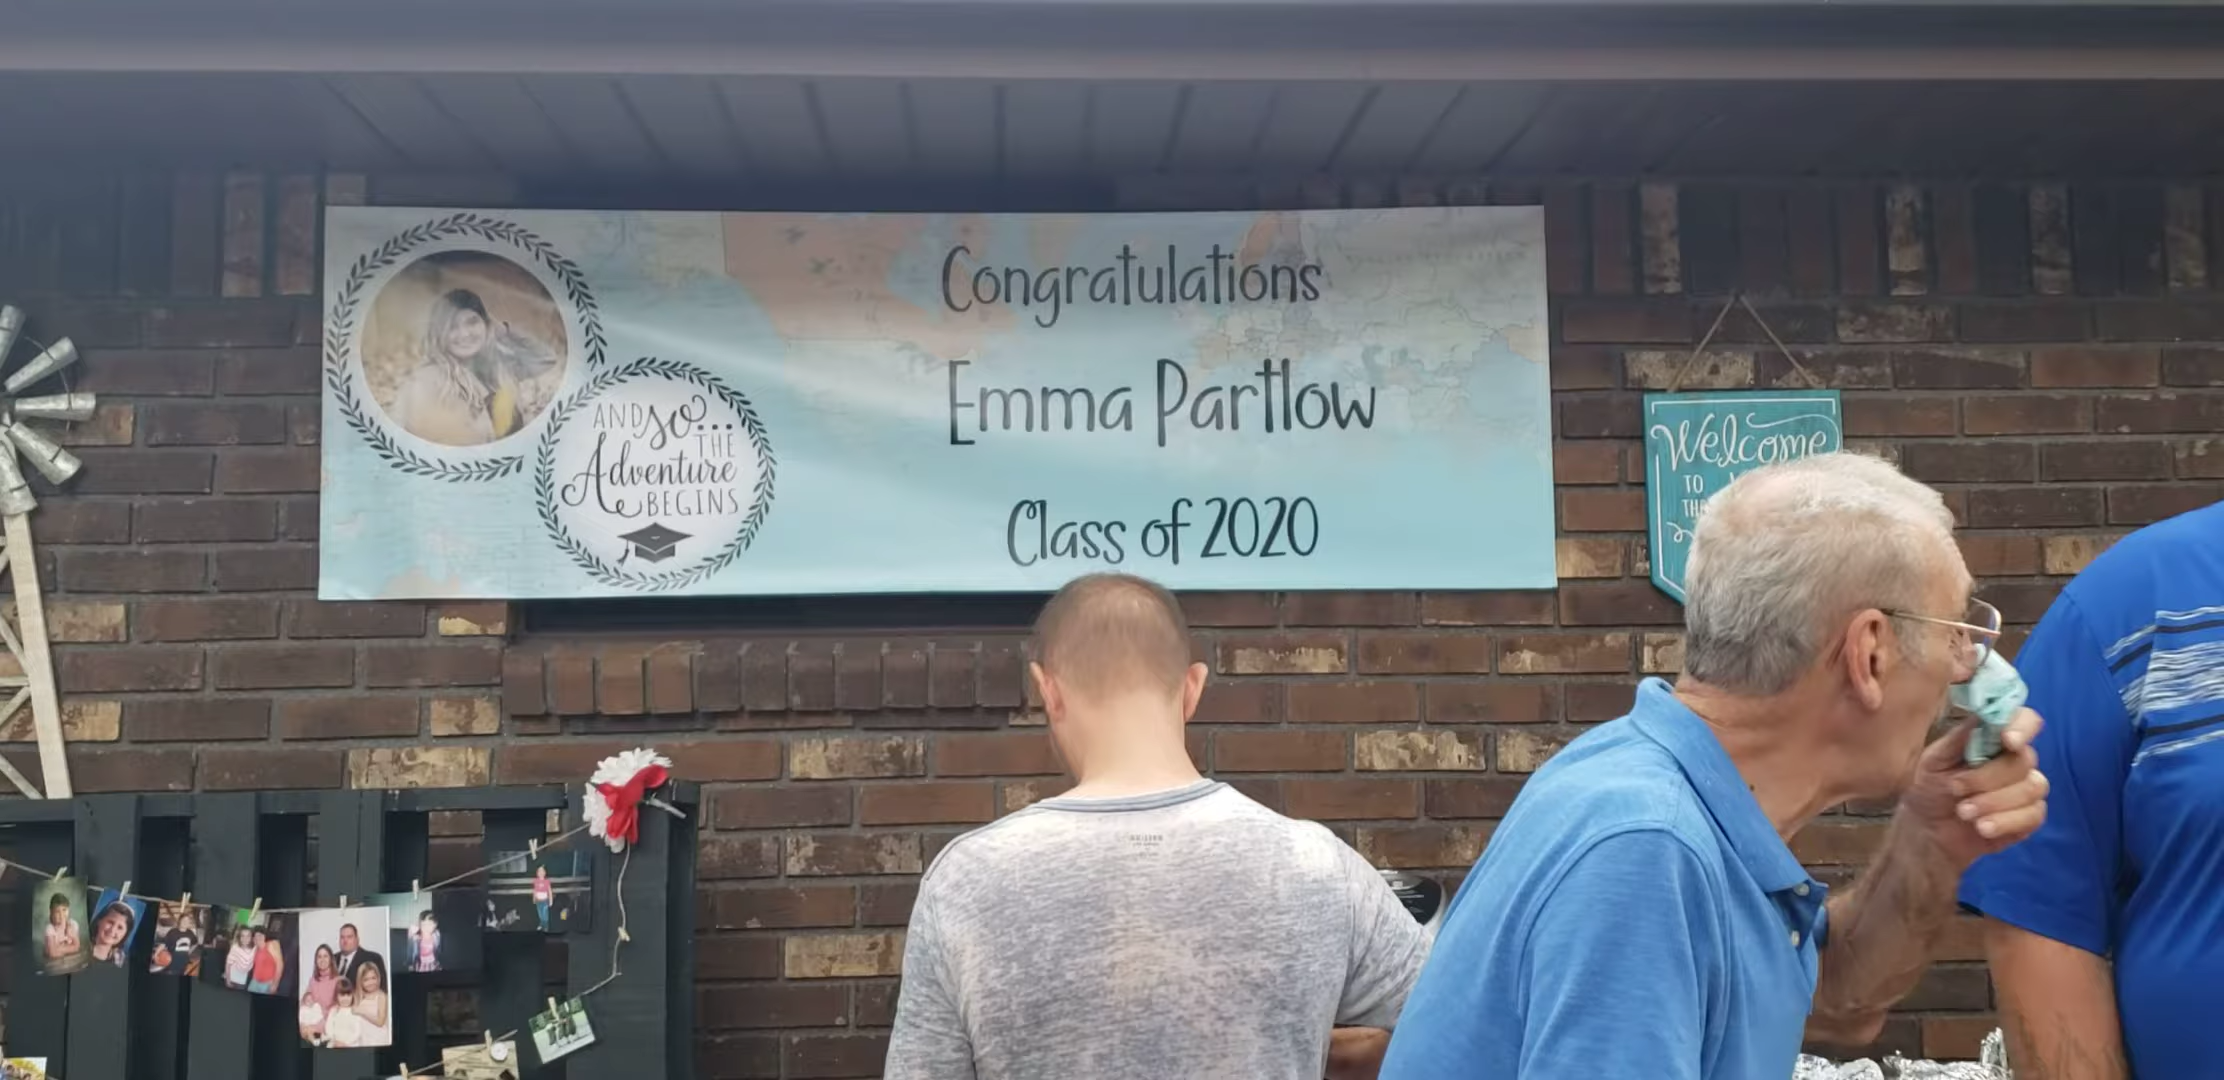 Congratulations
Emma Partlow
Class of 2020
AND so...
THE
Adventure
BEGINS
Welcome
TO